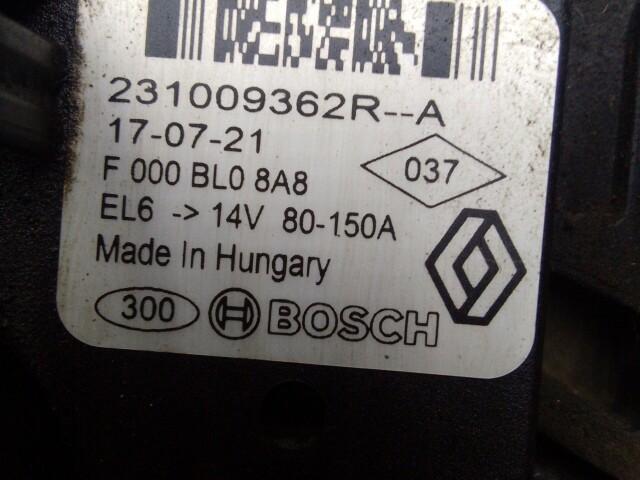 231009362R--A
17-07-21
F 000 BL0 8A8
037
EL6 -> 14V 80-150A
Made In Hungary
300 BOSCH